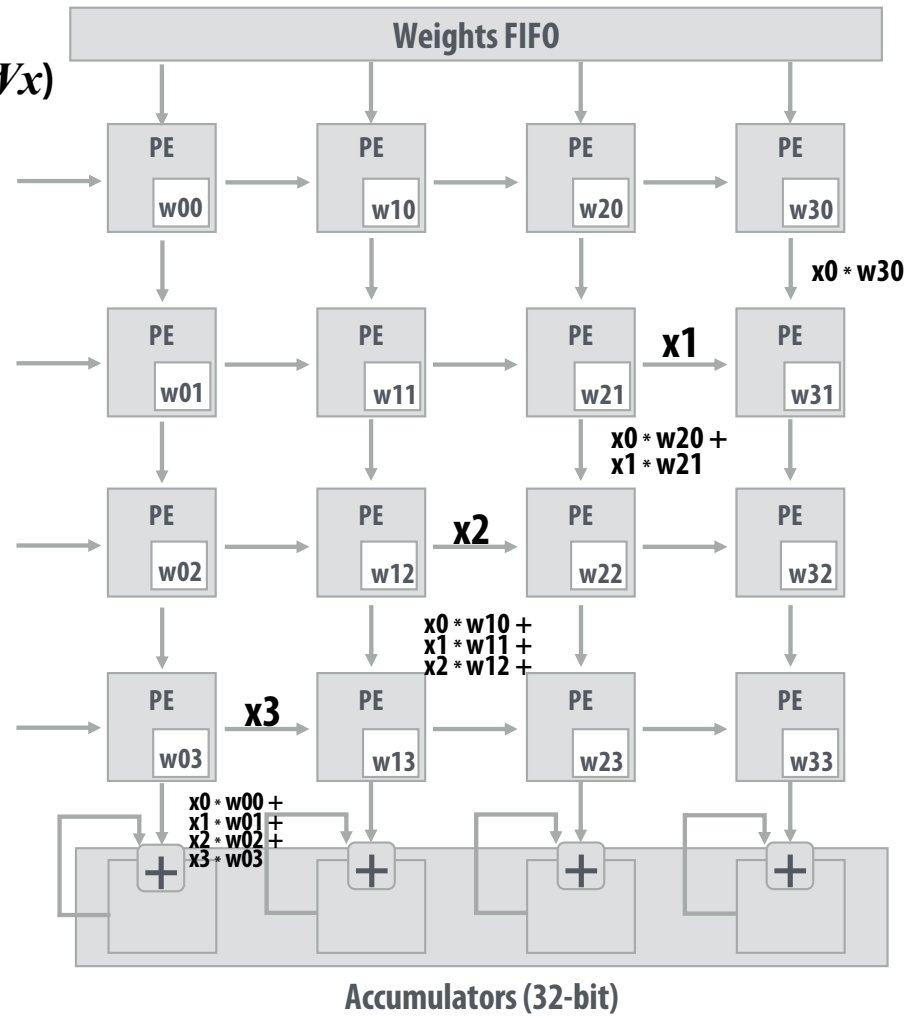 Weights FIFO
Wx)
PE PE PE PE
w00 w10 w20 w30
x0 * w30
PE PE PE PE
x1
w01 w11 w21 w31
x0 * w20 +
x1 * w21
PE PE PE PE
x2
w02 w12 w22 w32
x0 * w10 +
x1 * w11 +
x2 * w12 +
PE PE PE PE
x3
w03 w13 w23 w33
x0 * w00 +
x1 * w01 +
x2 * w02 +
x3 * w03
+ + + +
Accumulators (32-bit)